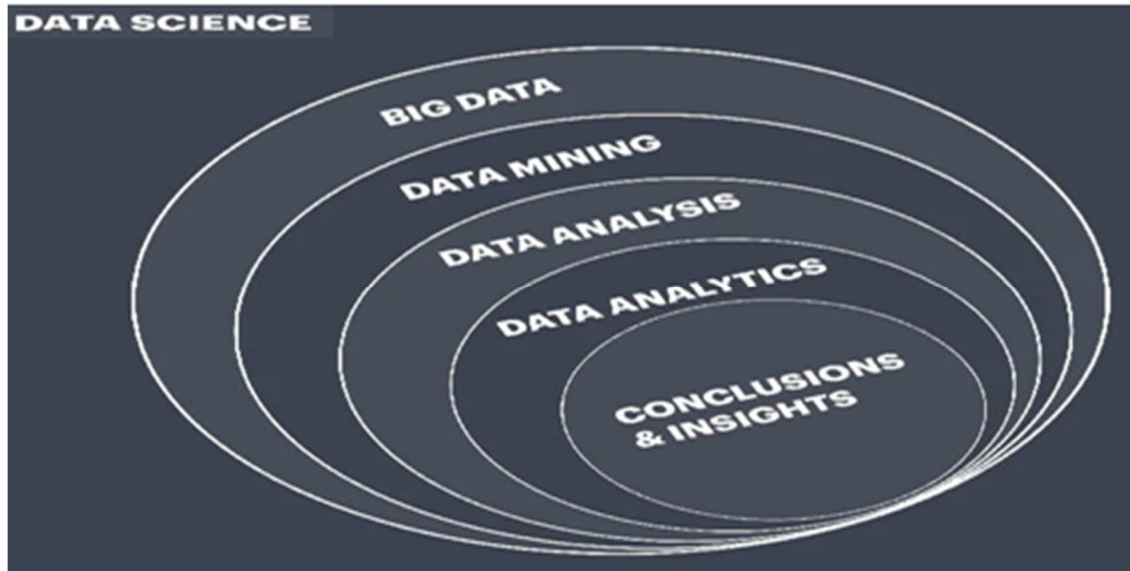 DATA SCIENCE
BIG DATA
DATA MINING
DATA ANALYSIS
DATA ANALYTICS
CONCLUSIONS
& INSIGHTS